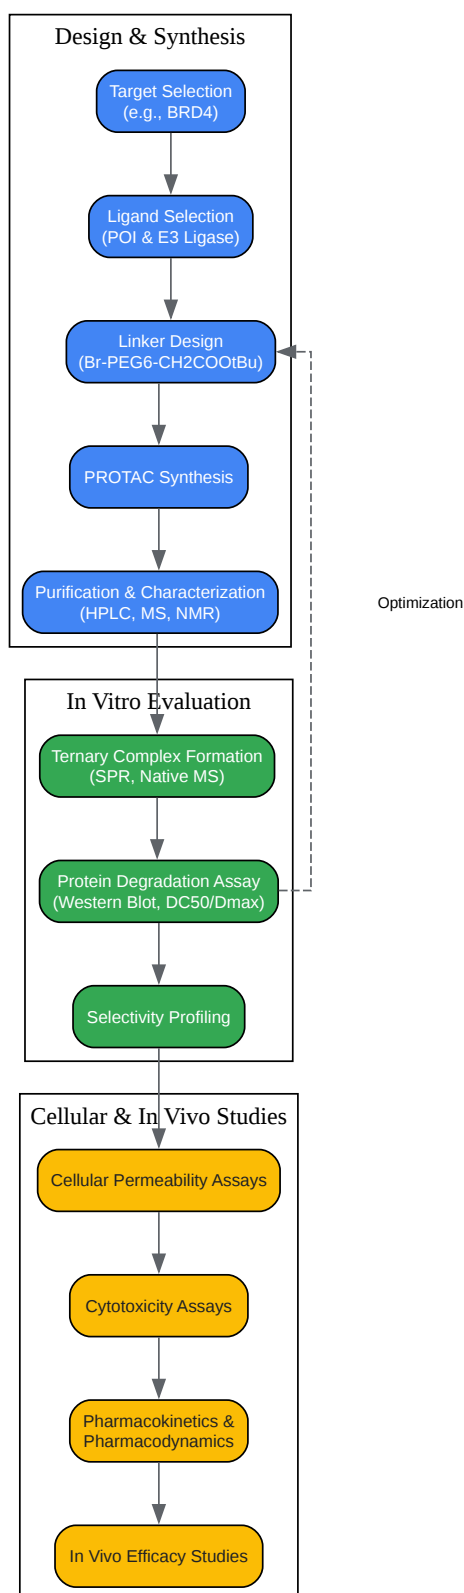 Design & Synthesis
Target Selection
(e.g., BRD4)
Ligand Selection
(POI & E3 Ligase)
Linker Design
(Br-PEG6-CH2COOtBu)
PROTAC Synthesis
Purification & Characterization
(HPLC, MS, NMR)
Optimization
In Vitro Evaluation
Ternary Complex Formation
(SPR, Native MS)
Protein Degradation Assay
(Western Blot, DC50/Dmax)
Selectivity Profiling
Cellular & In Vivo Studies
Cellular Permeability Assays
Cytotoxicity Assays
Pharmacokinetics &
Pharmacodynamics
In Vivo Efficacy Studies